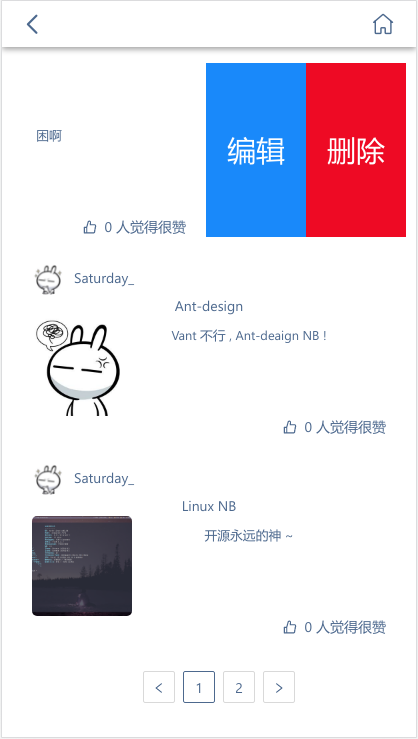 困啊
编辑
删除
0 人觉得很赞
Saturday_
Ant-design
Vant 不行 , Ant-deaign NB !
0 人觉得很赞
Saturday_
Linux NB
开源永远的神 ~
0 人觉得很赞
1
2